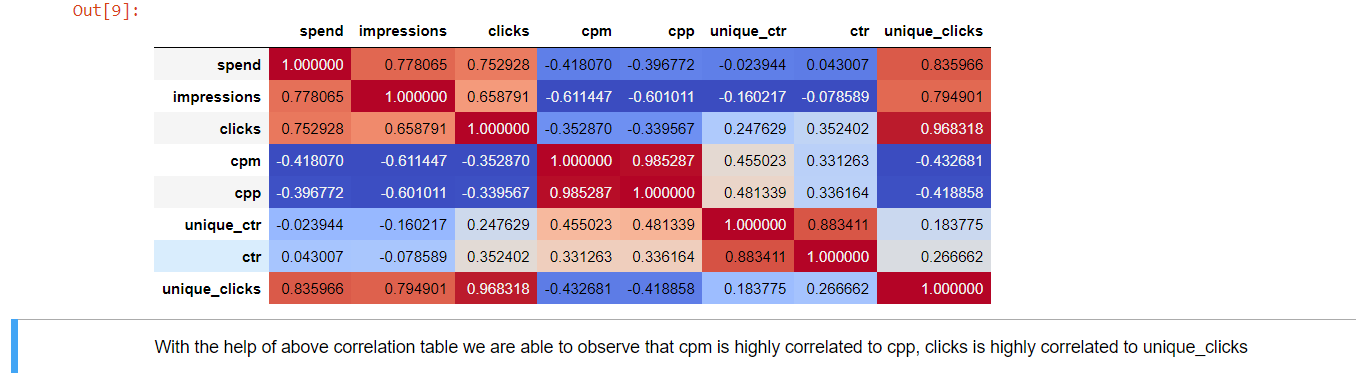 Out[9]:
spend impressions clicks cpm cpp unique_ctr ctr unique_clicks
spend 1.000000 0.778065 0.752928 -0.418070 -0.396772 -0.023944 0.043007 0.835966
impressions 0.778065 1.000000 0.658791 -0.611447 -0.601011 -0.160217 -0.078589 0.794901
clicks 0.752928 0.658791 1.000000 -0.352870 -0.339567 0.247629 0.352402 0.968318
cpm -0.418070 -0.611447 -0.352870 1.000000 0.985287 0.455023 0.331263 -0.432681
cpp -0.396772 -0.601011 -0.339567 0.985287 1.000000 0.481339 0.336164 -0.418858
unique_ctr -0.023944 -0.160217 0.247629 0.455023 0.481339 1.000000 0.883411 0.183775
ctr 0.043007 -0.078589 0.352402 0.331263 0.336164 0.883411 1.000000 0.266662
unique_clicks 0.835966 0.794901 0.968318 -0.432681 -0.418858 0.183775 0.266662 1.000000
With the help of above correlation table we are able to observe that cpm is highly correlated to cpp, clicks is highly correlated to unique_clicks